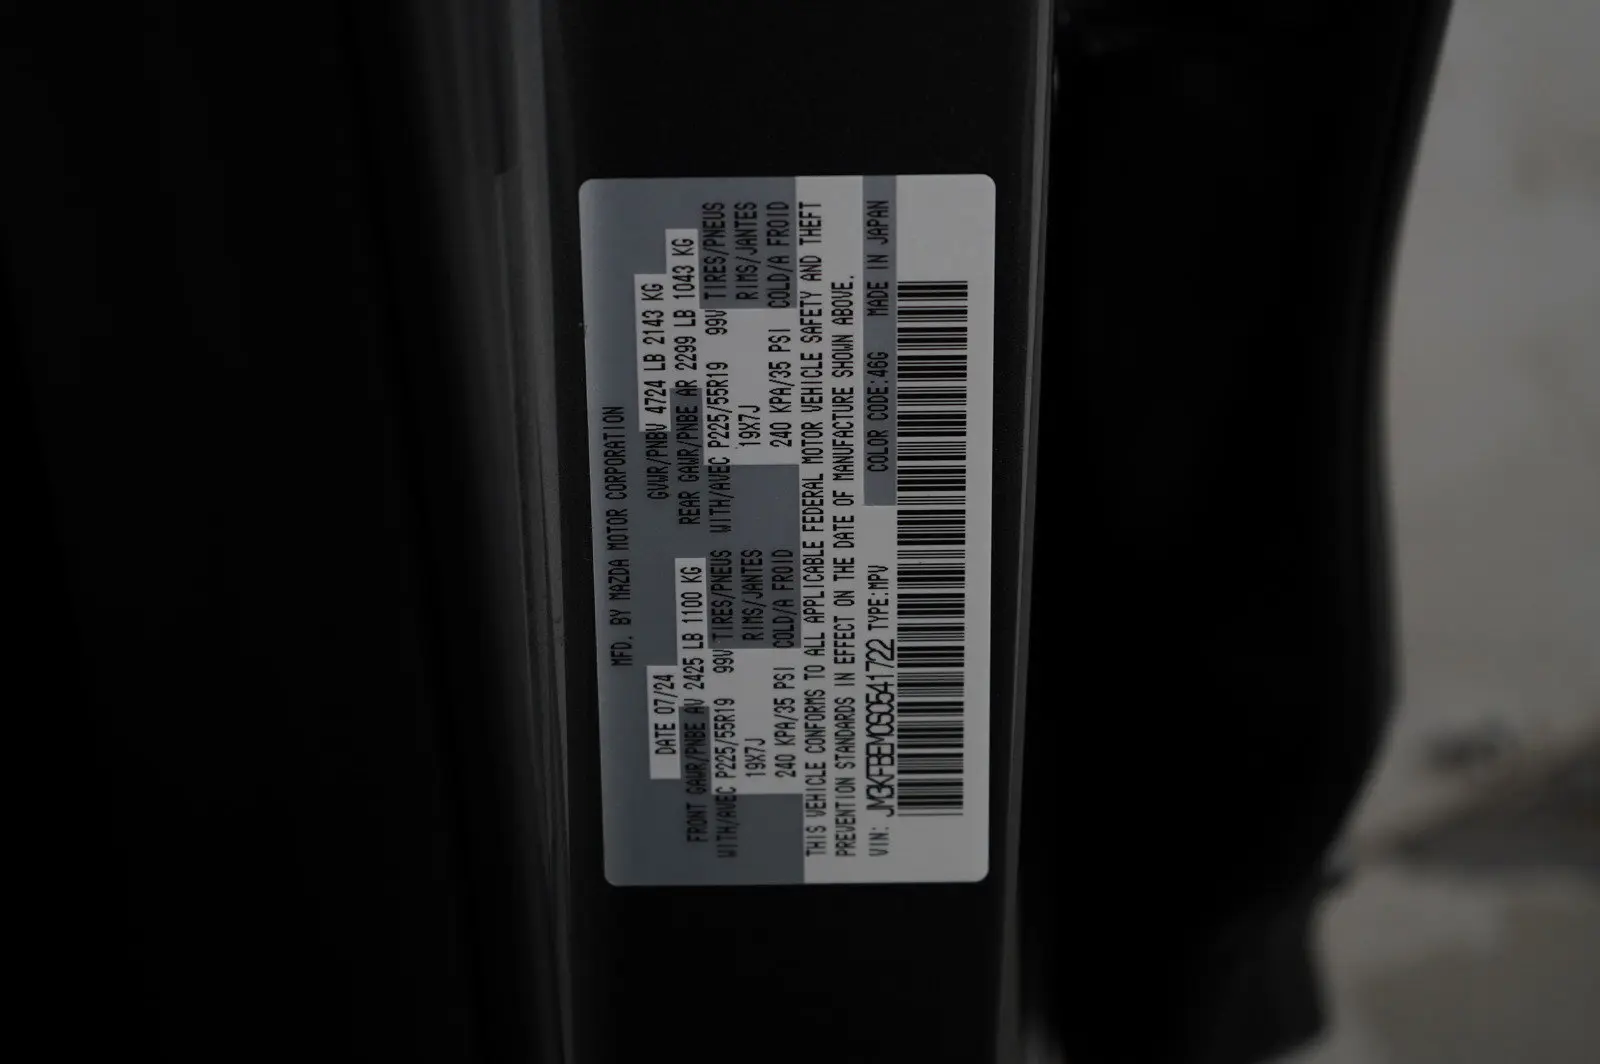 MFD. BY MAZDA MOTOR CORPORATION
DATE 07/24 GVWR/PNBV 4724 LB 2143 KG
FRONT GAWR/PNBE AV 2425 LB 1100 KG REAR GAWR/PNBE AR 2299 LB 1043 KG
WITH/AVEC P225/55R19 99V TIRES/PNEUS WITH/AVEC P225/55R19 99V TIRES/PNEUS
19X7J RIMS/JANTES 19X7J RIMS/JANTES
240 KPA/35 PSI COLD/A FROID 240 KPA/35 PSI COLD/A FROID
THIS VEHICLE CONFORMS TO ALL APPLICABLE FEDERAL MOTOR VEHICLE SAFETY AND THEFT
PREVENTION STANDARDS IN EFFECT ON THE DATE OF MANUFACTURE SHOWN ABOVE.
VIN: JM3KFBEM0S0541722 TYPE:MPV COLOR CODE:46G MADE IN JAPAN